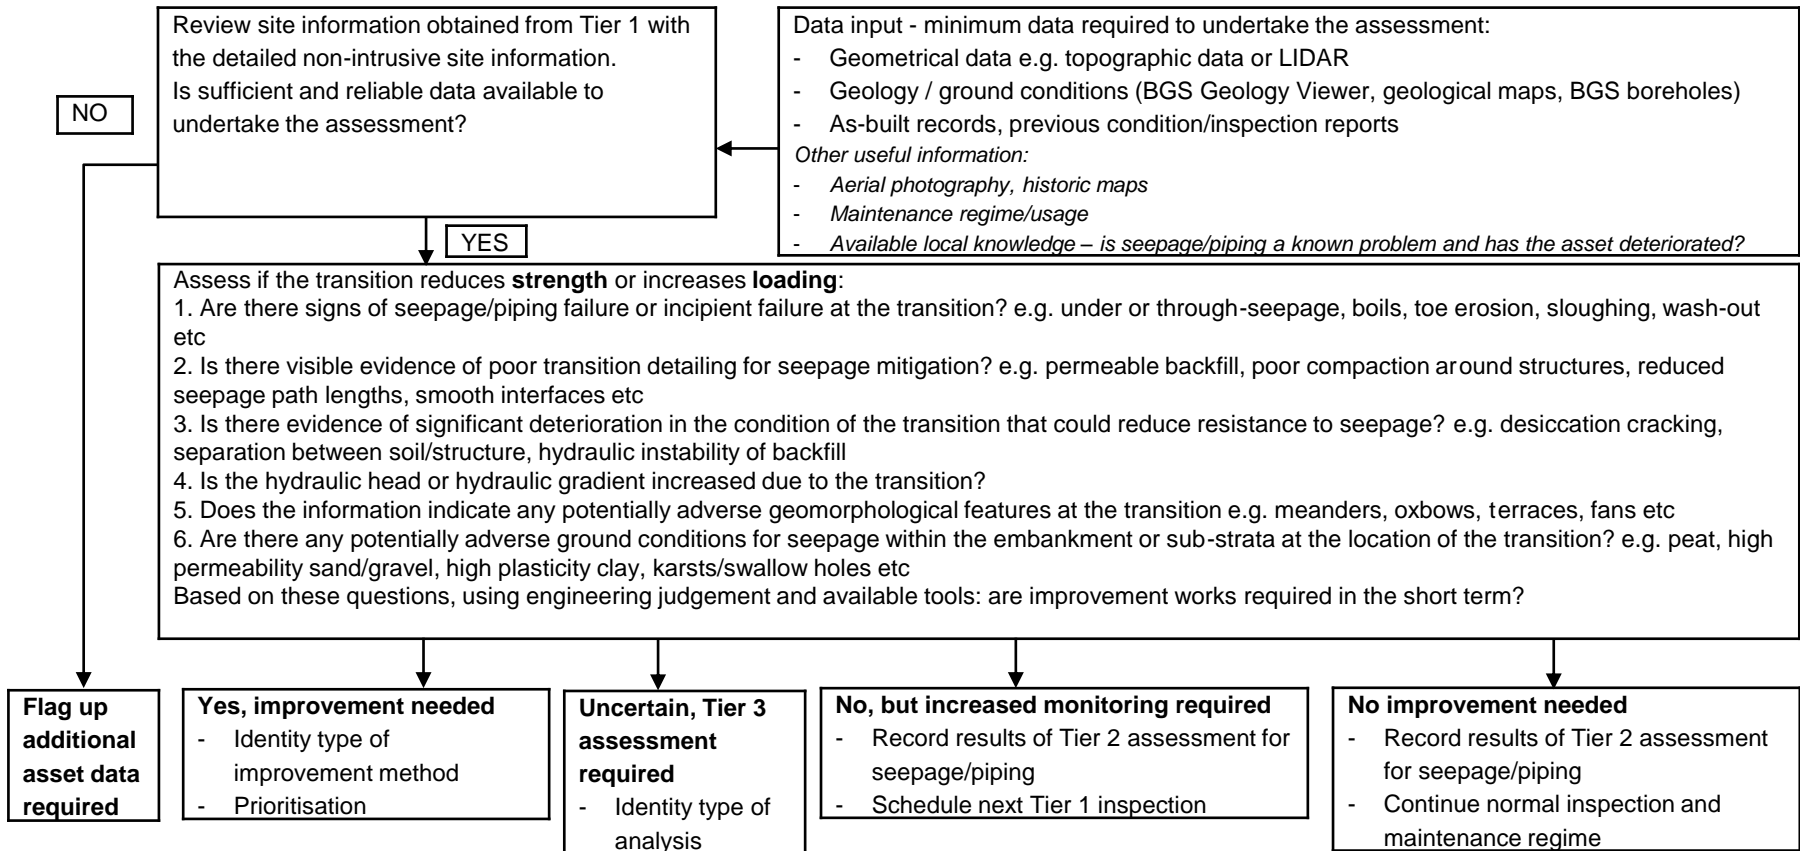 Review site information obtained from Tier 1 with
the detailed non-intrusive site information.
Is sufficient and reliable data available to
undertake the assessment?
Data input - minimum data required to undertake the assessment:
- Geometrical data e.g. topographic data or LIDAR
- Geology / ground conditions (BGS Geology Viewer, geological maps, BGS boreholes)
- As-built records, previous condition/inspection reports
Other useful information:
- Aerial photography, historic maps
- Maintenance regime/usage
- Available local knowledge – is seepage/piping a known problem and has the asset deteriorated?
NO
YES
Assess if the transition reduces strength or increases loading:
1. Are there signs of seepage/piping failure or incipient failure at the transition? e.g. under or through-seepage, boils, toe erosion, sloughing, wash-out
etc
2. Is there visible evidence of poor transition detailing for seepage mitigation? e.g. permeable backfill, poor compaction around structures, reduced
seepage path lengths, smooth interfaces etc
3. Is there evidence of significant deterioration in the condition of the transition that could reduce resistance to seepage? e.g. desiccation cracking,
separation between soil/structure, hydraulic instability of backfill
4. Is the hydraulic head or hydraulic gradient increased due to the transition?
5. Does the information indicate any potentially adverse geomorphological features at the transition e.g. meanders, oxbows, terraces, fans etc
6. Are there any potentially adverse ground conditions for seepage within the embankment or sub-strata at the location of the transition? e.g. peat, high
permeability sand/gravel, high plasticity clay, karsts/swallow holes etc
Based on these questions, using engineering judgement and available tools: are improvement works required in the short term?
Flag up
additional
asset data
required
Yes, improvement needed
- Identity type of
improvement method
- Prioritisation
Uncertain, Tier 3
assessment
required
- Identity type of
analysis
No, but increased monitoring required
- Record results of Tier 2 assessment for
seepage/piping
- Schedule next Tier 1 inspection
No improvement needed
- Record results of Tier 2 assessment
for seepage/piping
- Continue normal inspection and
maintenance regime